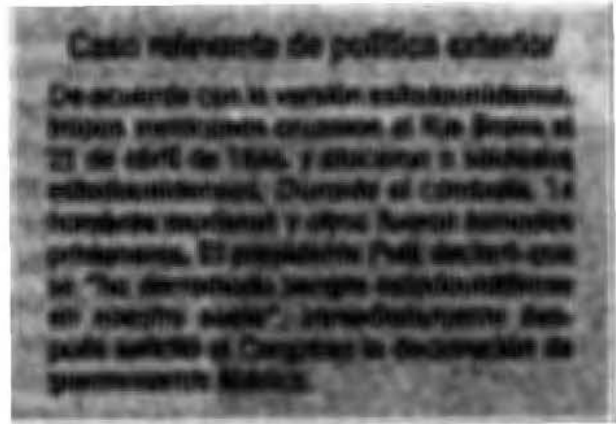 Caso relevante de política exterior
De acuerdo con la versión estadounidense,
tropas mexicanas cruzaron el Río Bravo el
de abril de 1846, y atacaron a soldados
estadounidenses. Durante el combate,
hombres murieron y otros fueron tomados
prisioneros. El presidente Polk declaró que
se "ha derramado sangre estadounidense
en nuestro suelo", inmediatamente des-
pués solicitó al Congreso la declaración de
guerra contra México.